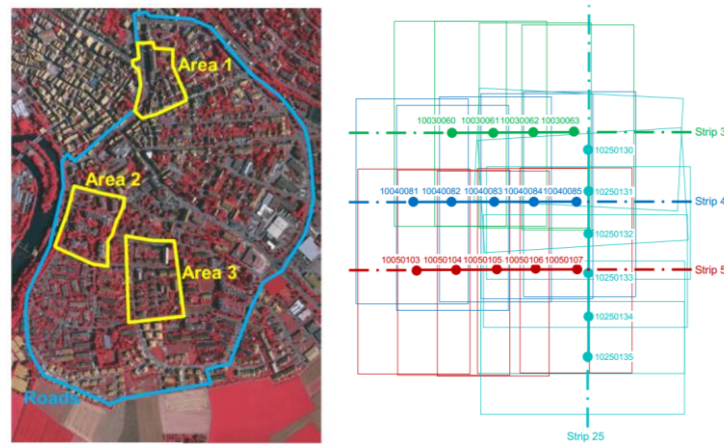 Area 1
Area 2
Area 3
Roads
10030060 10030061 10030062 10030063
Strip 3
10250130
10040081 10040082 10040083 10040084 10040085
10250131
Strip 4
10250132
10050103 10050104 10050105 10050106 10050107
Strip 5
10250133
10250134
10250135
Strip 25